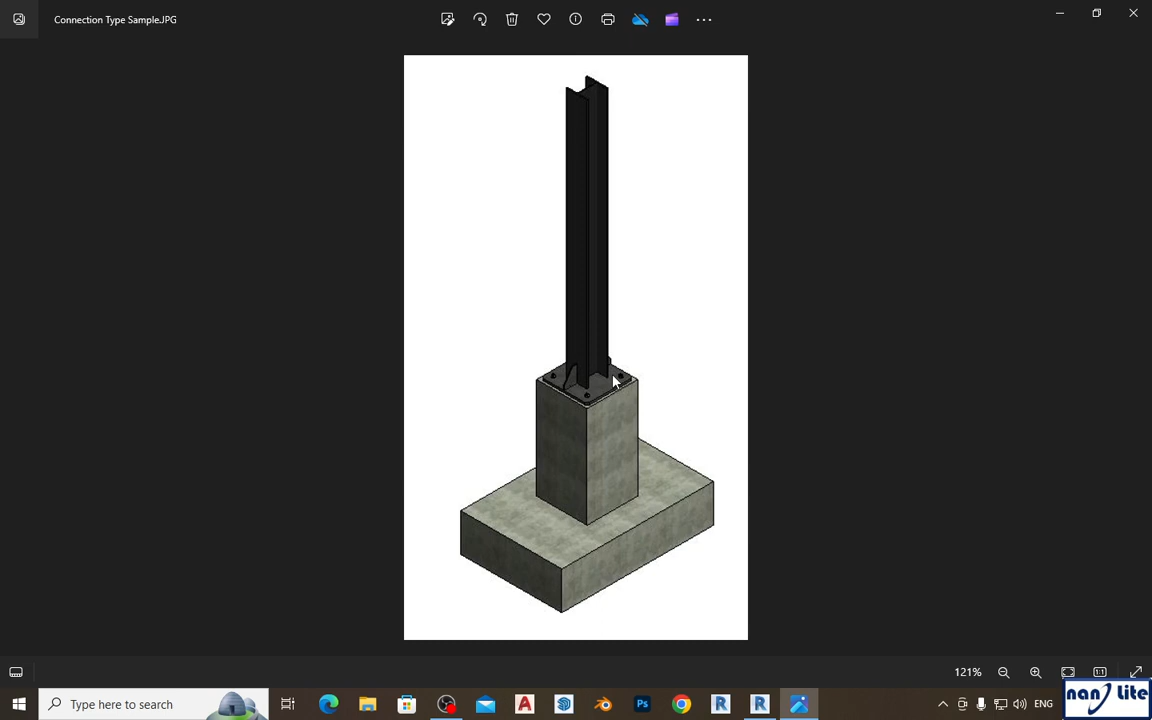 Connection Type Sample.JPG
121%
Type here to search
ENG
nanj lite